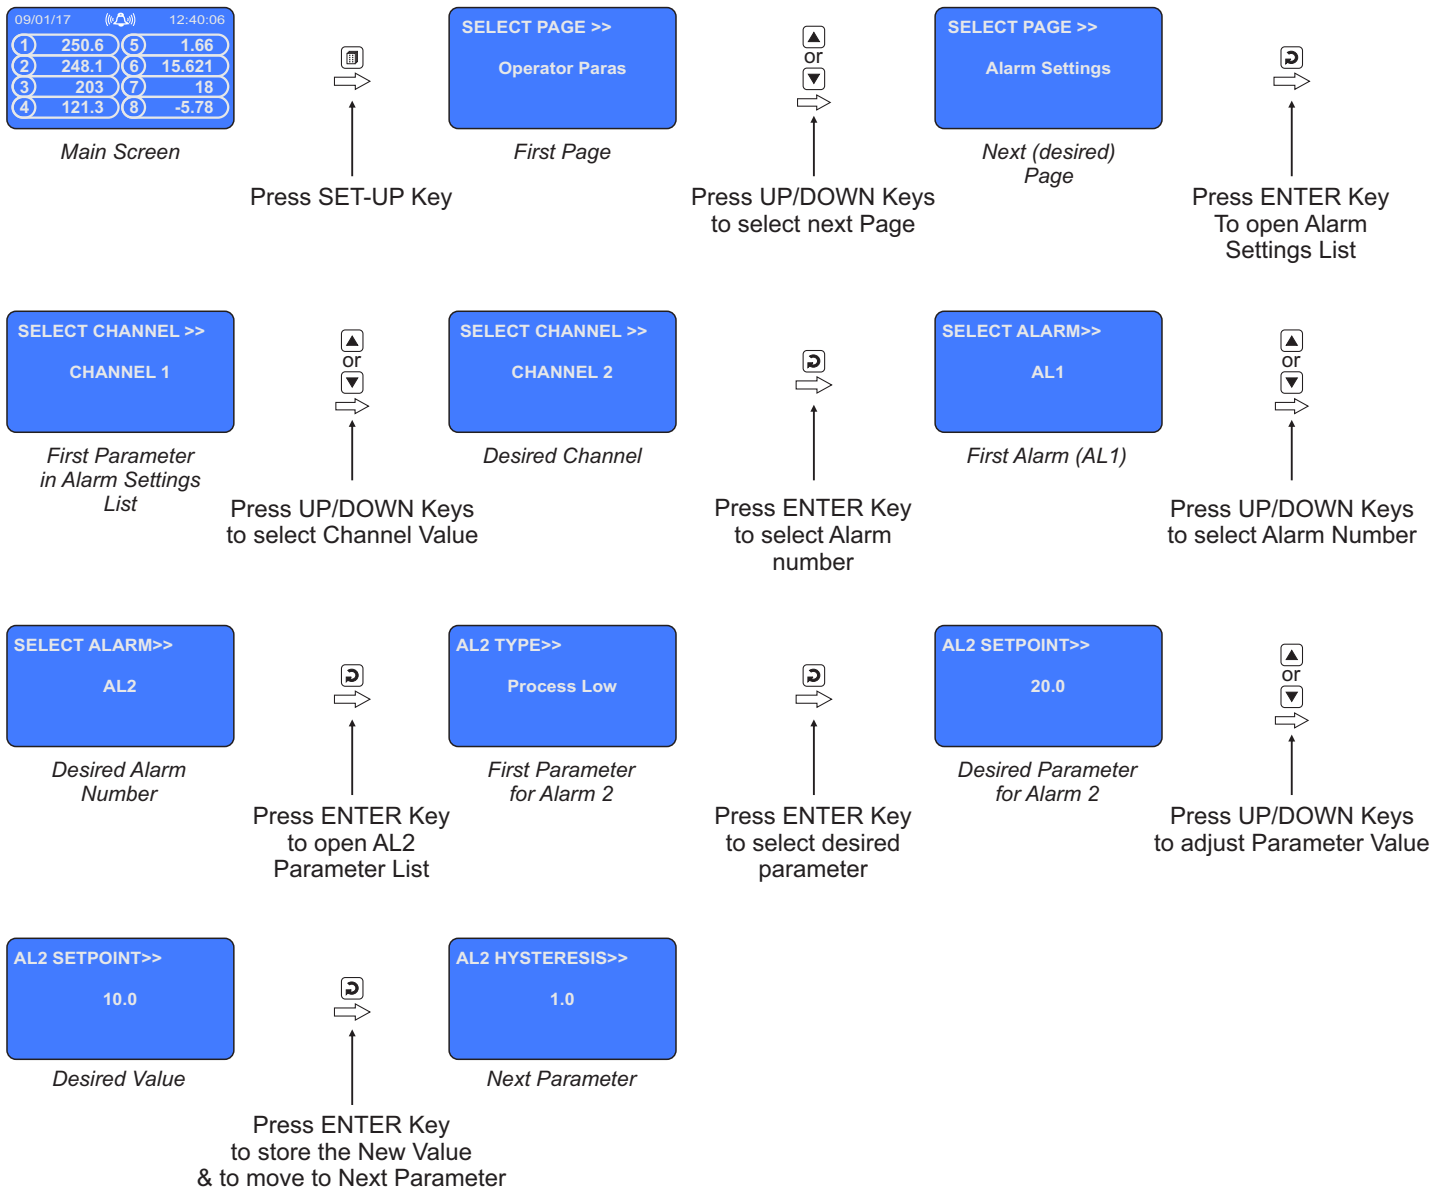 09/01/17 12:40:06
1 250.6 5 1.66
2 248.1 6 15.621
3 203 7 18
4 121.3 8 -5.78
Main Screen
Press SET-UP Key
SELECT PAGE >>
Operator Paras
First Page
or
Press UP/DOWN Keys
to select next Page
SELECT PAGE >>
Alarm Settings
Next (desired)
Page
Press ENTER Key
To open Alarm
Settings List
SELECT CHANNEL >>
CHANNEL 1
First Parameter
in Alarm Settings
List
or
Press UP/DOWN Keys
to select Channel Value
SELECT CHANNEL >>
CHANNEL 2
Desired Channel
Press ENTER Key
to select Alarm
number
SELECT ALARM>>
AL1
First Alarm (AL1)
or
Press UP/DOWN Keys
to select Alarm Number
SELECT ALARM>>
AL2
Desired Alarm
Number
Press ENTER Key
to open AL2
Parameter List
AL2 TYPE>>
Process Low
First Parameter
for Alarm 2
Press ENTER Key
to select desired
parameter
AL2 SETPOINT>>
20.0
Desired Parameter
for Alarm 2
or
Press UP/DOWN Keys
to adjust Parameter Value
AL2 SETPOINT>>
10.0
Desired Value
Press ENTER Key
to store the New Value
& to move to Next Parameter
AL2 HYSTERESIS>>
1.0
Next Parameter